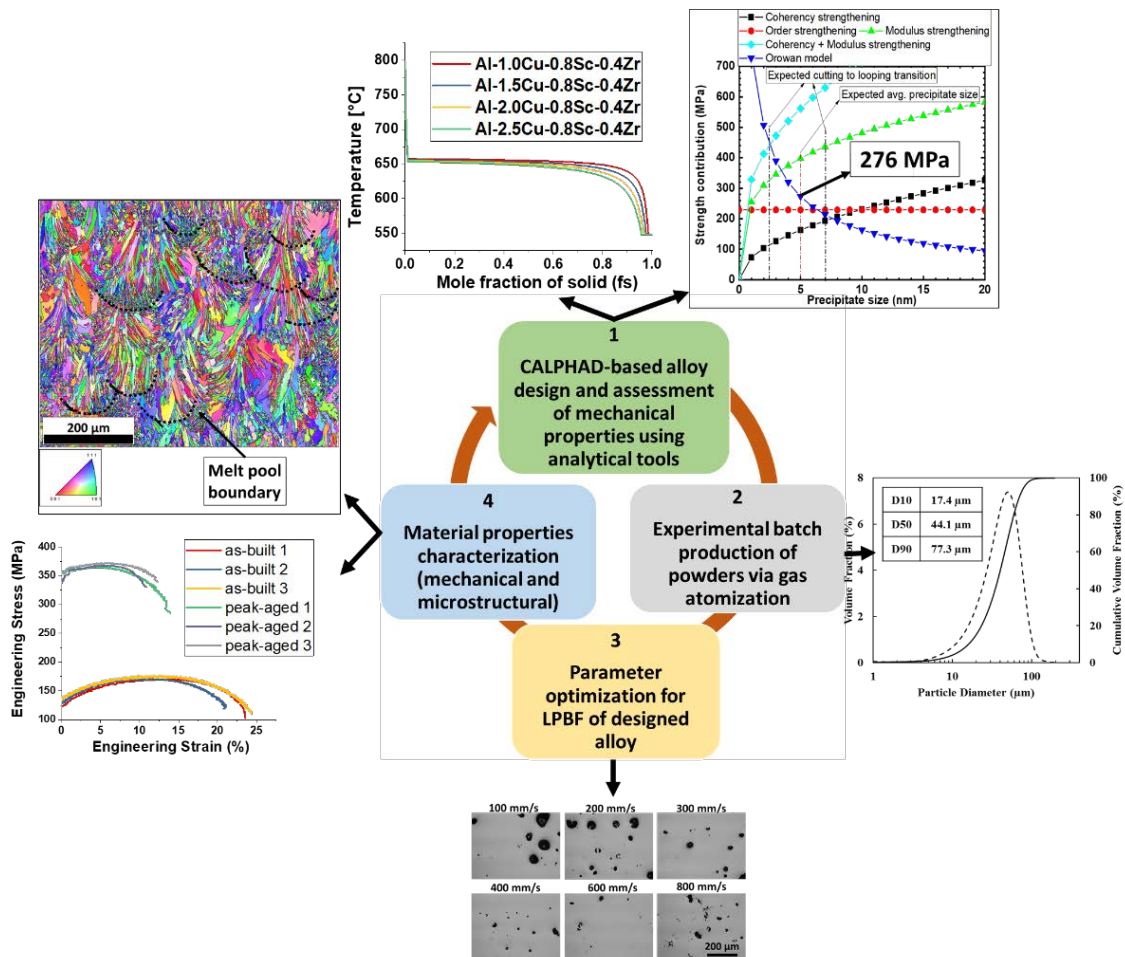 Temperature [°C]
800
750
700
650
600
550
Al-1.0Cu-0.8Sc-0.4Zr
Al-1.5Cu-0.8Sc-0.4Zr
Al-2.0Cu-0.8Sc-0.4Zr
Al-2.5Cu-0.8Sc-0.4Zr
0.0 0.2 0.4 0.6 0.8 1.0
Mole fraction of solid (fs)
Coherency strengthening
Order strengthening Modulus strengthening
Coherency + Modulus strengthening
Orowan model
Strength contribution (MPa)
700
600
500
400
300
200
100
0
Expected cutting to looping transition
Expected avg. precipitate size
276 MPa
0 5 10 15 20
Precipitate size (nm)
200 µm
111
001 101
Melt pool
boundary
1
CALPHAD-based alloy
design and assessment
of mechanical
properties using
analytical tools
2
Experimental batch
production of
powders via gas
atomization
3
Parameter
optimization for
LPBF of designed
alloy
4
Material properties
characterization
(mechanical and
microstructural)
Volume Fraction (%)
8
6
4
2
0
D10 17.4 µm
D50 44.1 µm
D90 77.3 µm
100
80
60
40
20
0
Cumulative Volume Fraction (%)
1 10 100
Particle Diameter (µm)
Engineering Stress (MPa)
400
350
300
250
200
150
100
as-built 1
as-built 2
as-built 3
peak-aged 1
peak-aged 2
peak-aged 3
0 5 10 15 20 25
Engineering Strain (%)
100 mm/s 200 mm/s 300 mm/s
400 mm/s 600 mm/s 800 mm/s
200 µm